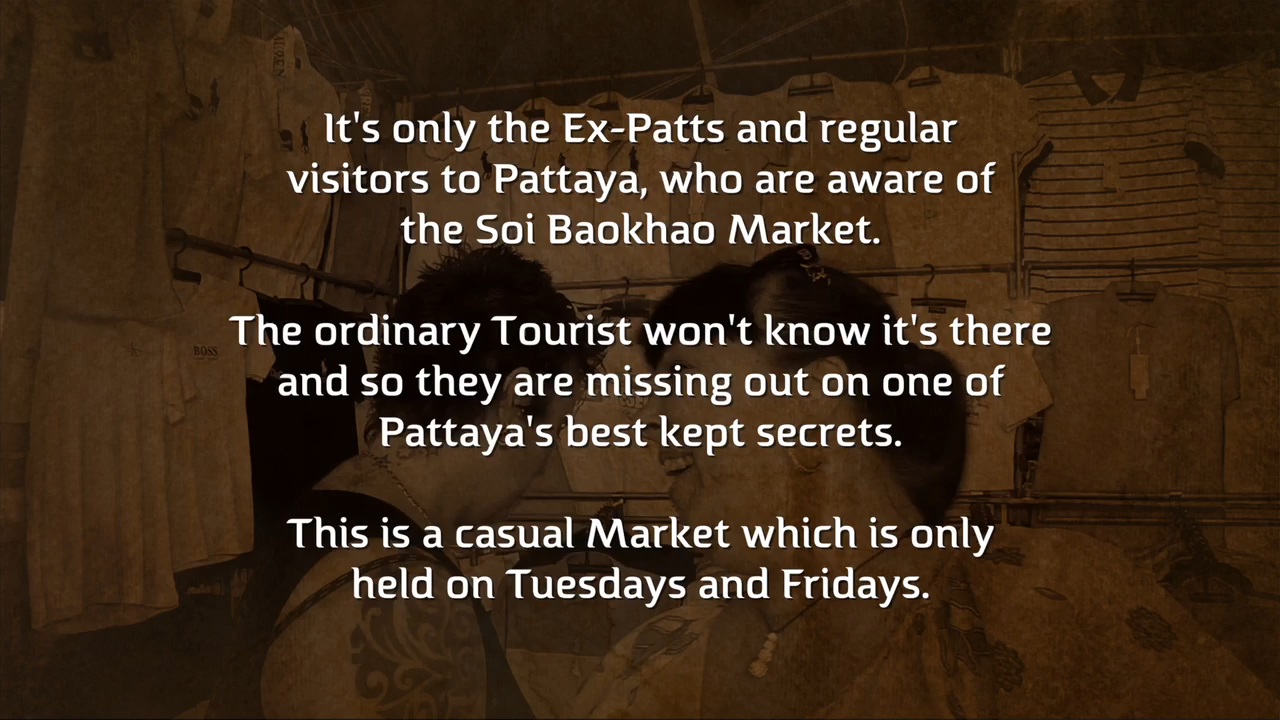 It's only the Ex-Patts and regular
visitors to Pattaya, who are aware of
the Soi Baokhao Market.
The ordinary Tourist won't know it's there
and so they are missing out on one of
Pattaya's best kept secrets.
This is a casual Market which is only
held on Tuesdays and Fridays.
BOSS